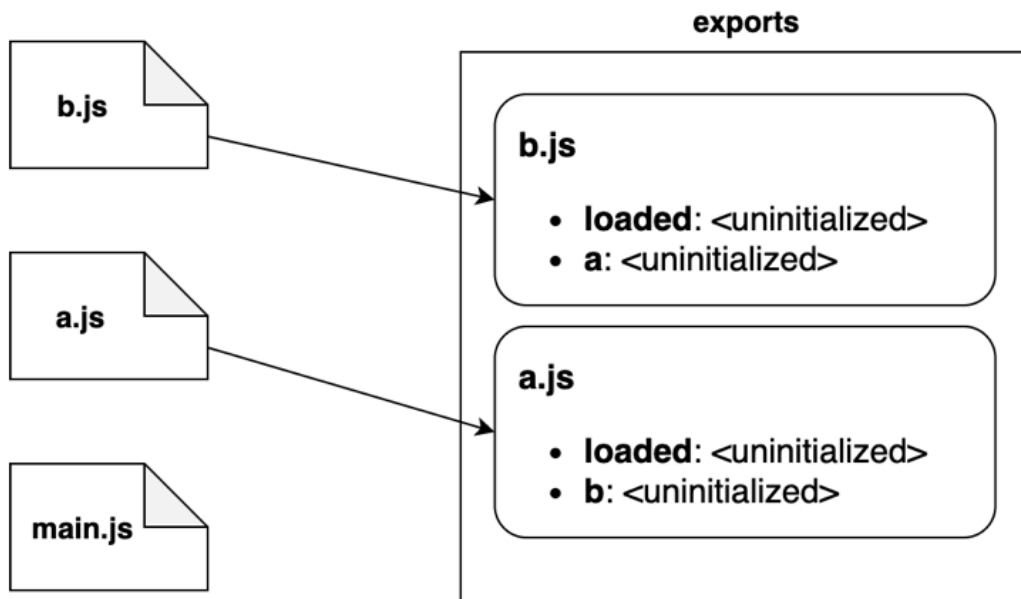 exports
b.js
b.js
• loaded: <uninitialized>
• a: <uninitialized>
a.js
a.js
• loaded: <uninitialized>
• b: <uninitialized>
main.js